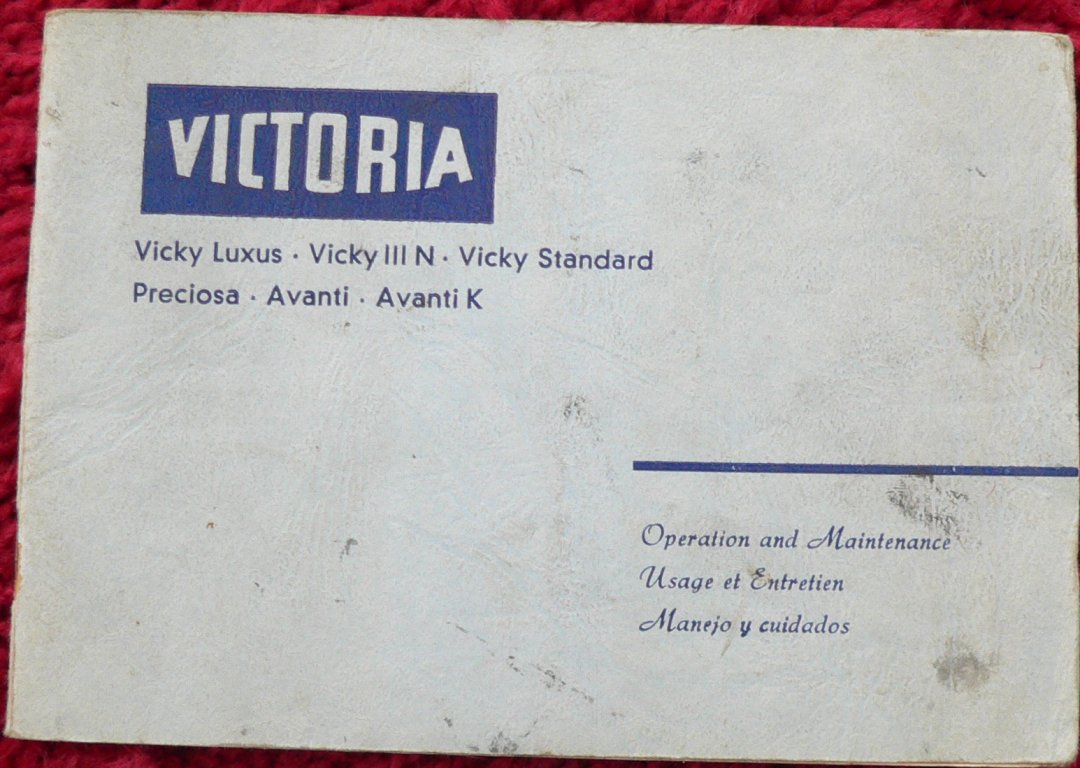 VICTORIA
Vicky Luxus · Vicky III N · Vicky Standard
Preciosa · Avanti · Avanti K
Operation and Maintenance
Usage et Entretien
Manejo y cuidados